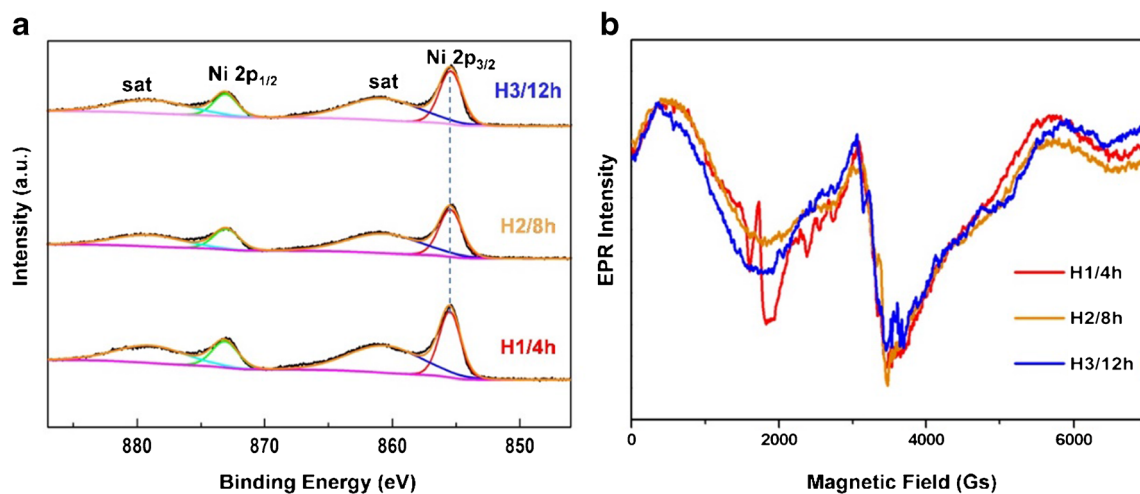 a
sat
Ni 2p1/2
sat
Ni 2p3/2
H3/12h
H2/8h
H1/4h
Intensity (a.u.)
880
870
860
850
Binding Energy (eV)
b
EPR Intensity
H1/4h
H2/8h
H3/12h
0
2000
4000
6000
Magnetic Field (Gs)